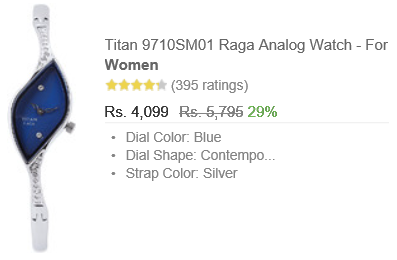 Titan 9710SM01 Raga Analog Watch - For
Women
(395 ratings)
Rs. 4,099 Rs. 5,795 29%
• Dial Color: Blue
• Dial Shape: Contempo...
• Strap Color: Silver
TITAN